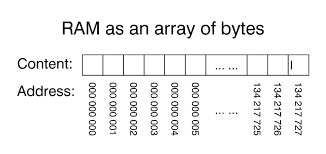 RAM as an array of bytes
Content: ... ... I
Address: 000 000 000 000 000 001 000 000 002 000 000 003 000 000 004 000 000 005 ... ... 134 217 725 134 217 726 134 217 727